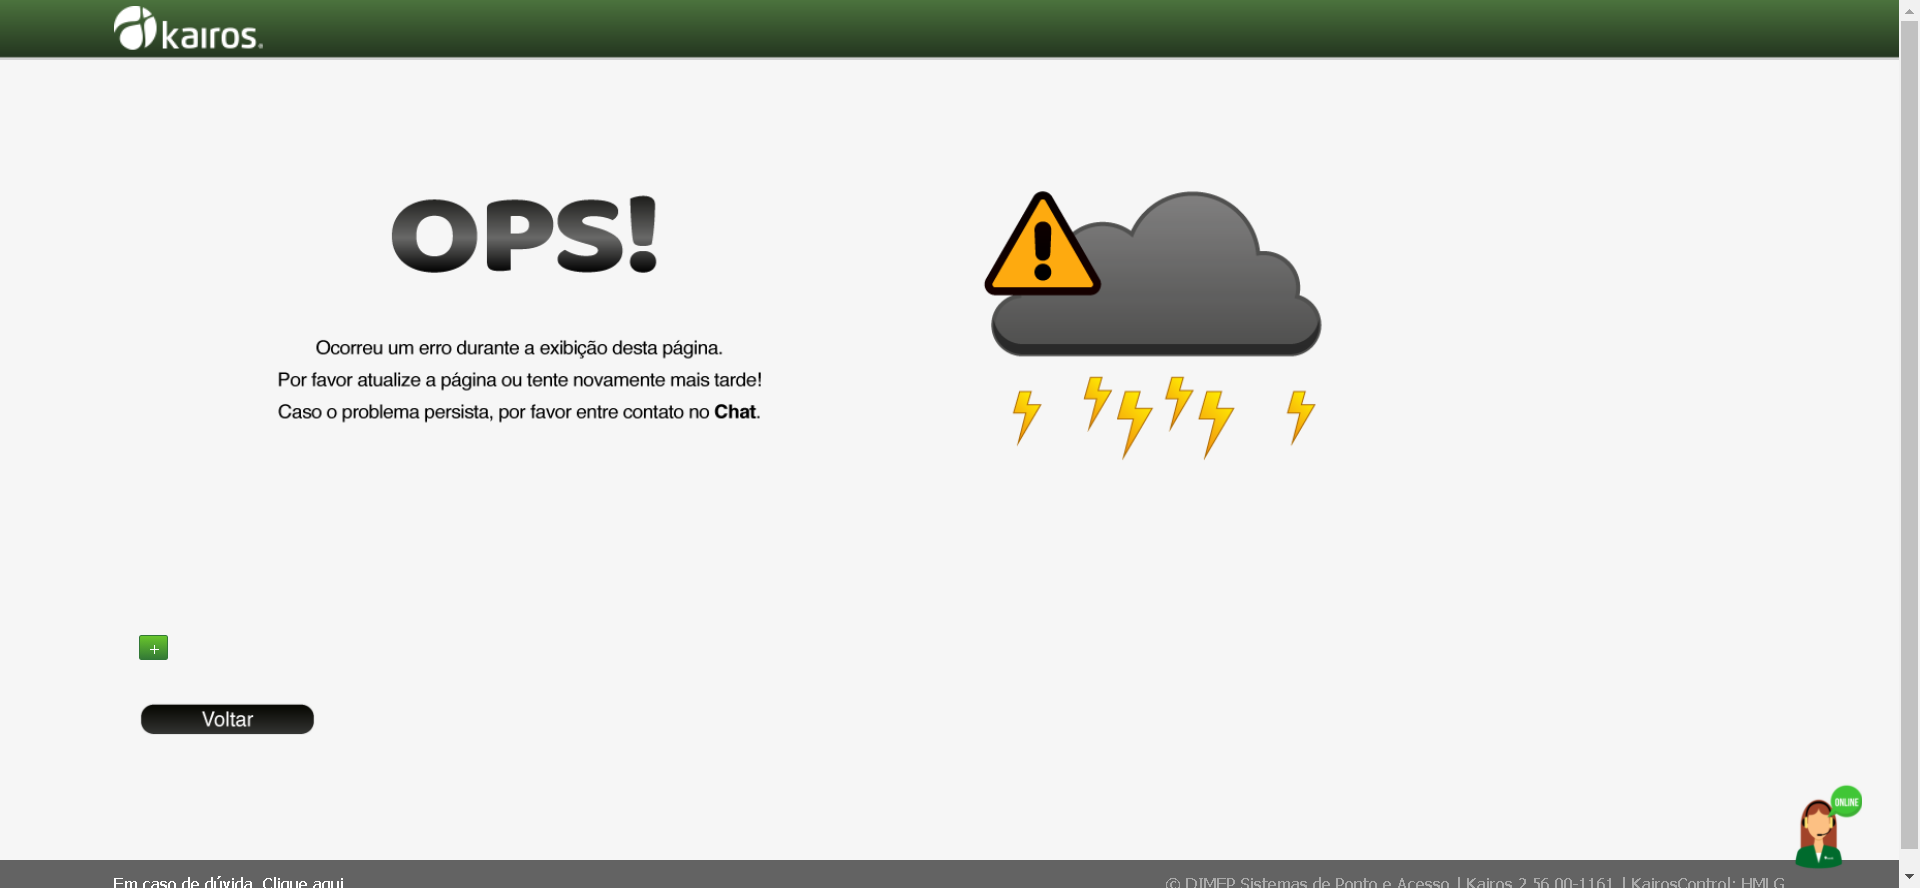 kairos.
OPS!
Ocorreu um erro durante a exibição desta página.
Por favor atualize a página ou tente novamente mais tarde!
Caso o problema persista, por favor entre contato no Chat.
+
Voltar
ONLINE
Em caso de dúvida, Clique aqui
© DIMEP Sistemas de Ponto e Acesso | Kairos 2.56.00-1161 | KairosControl: HMLG